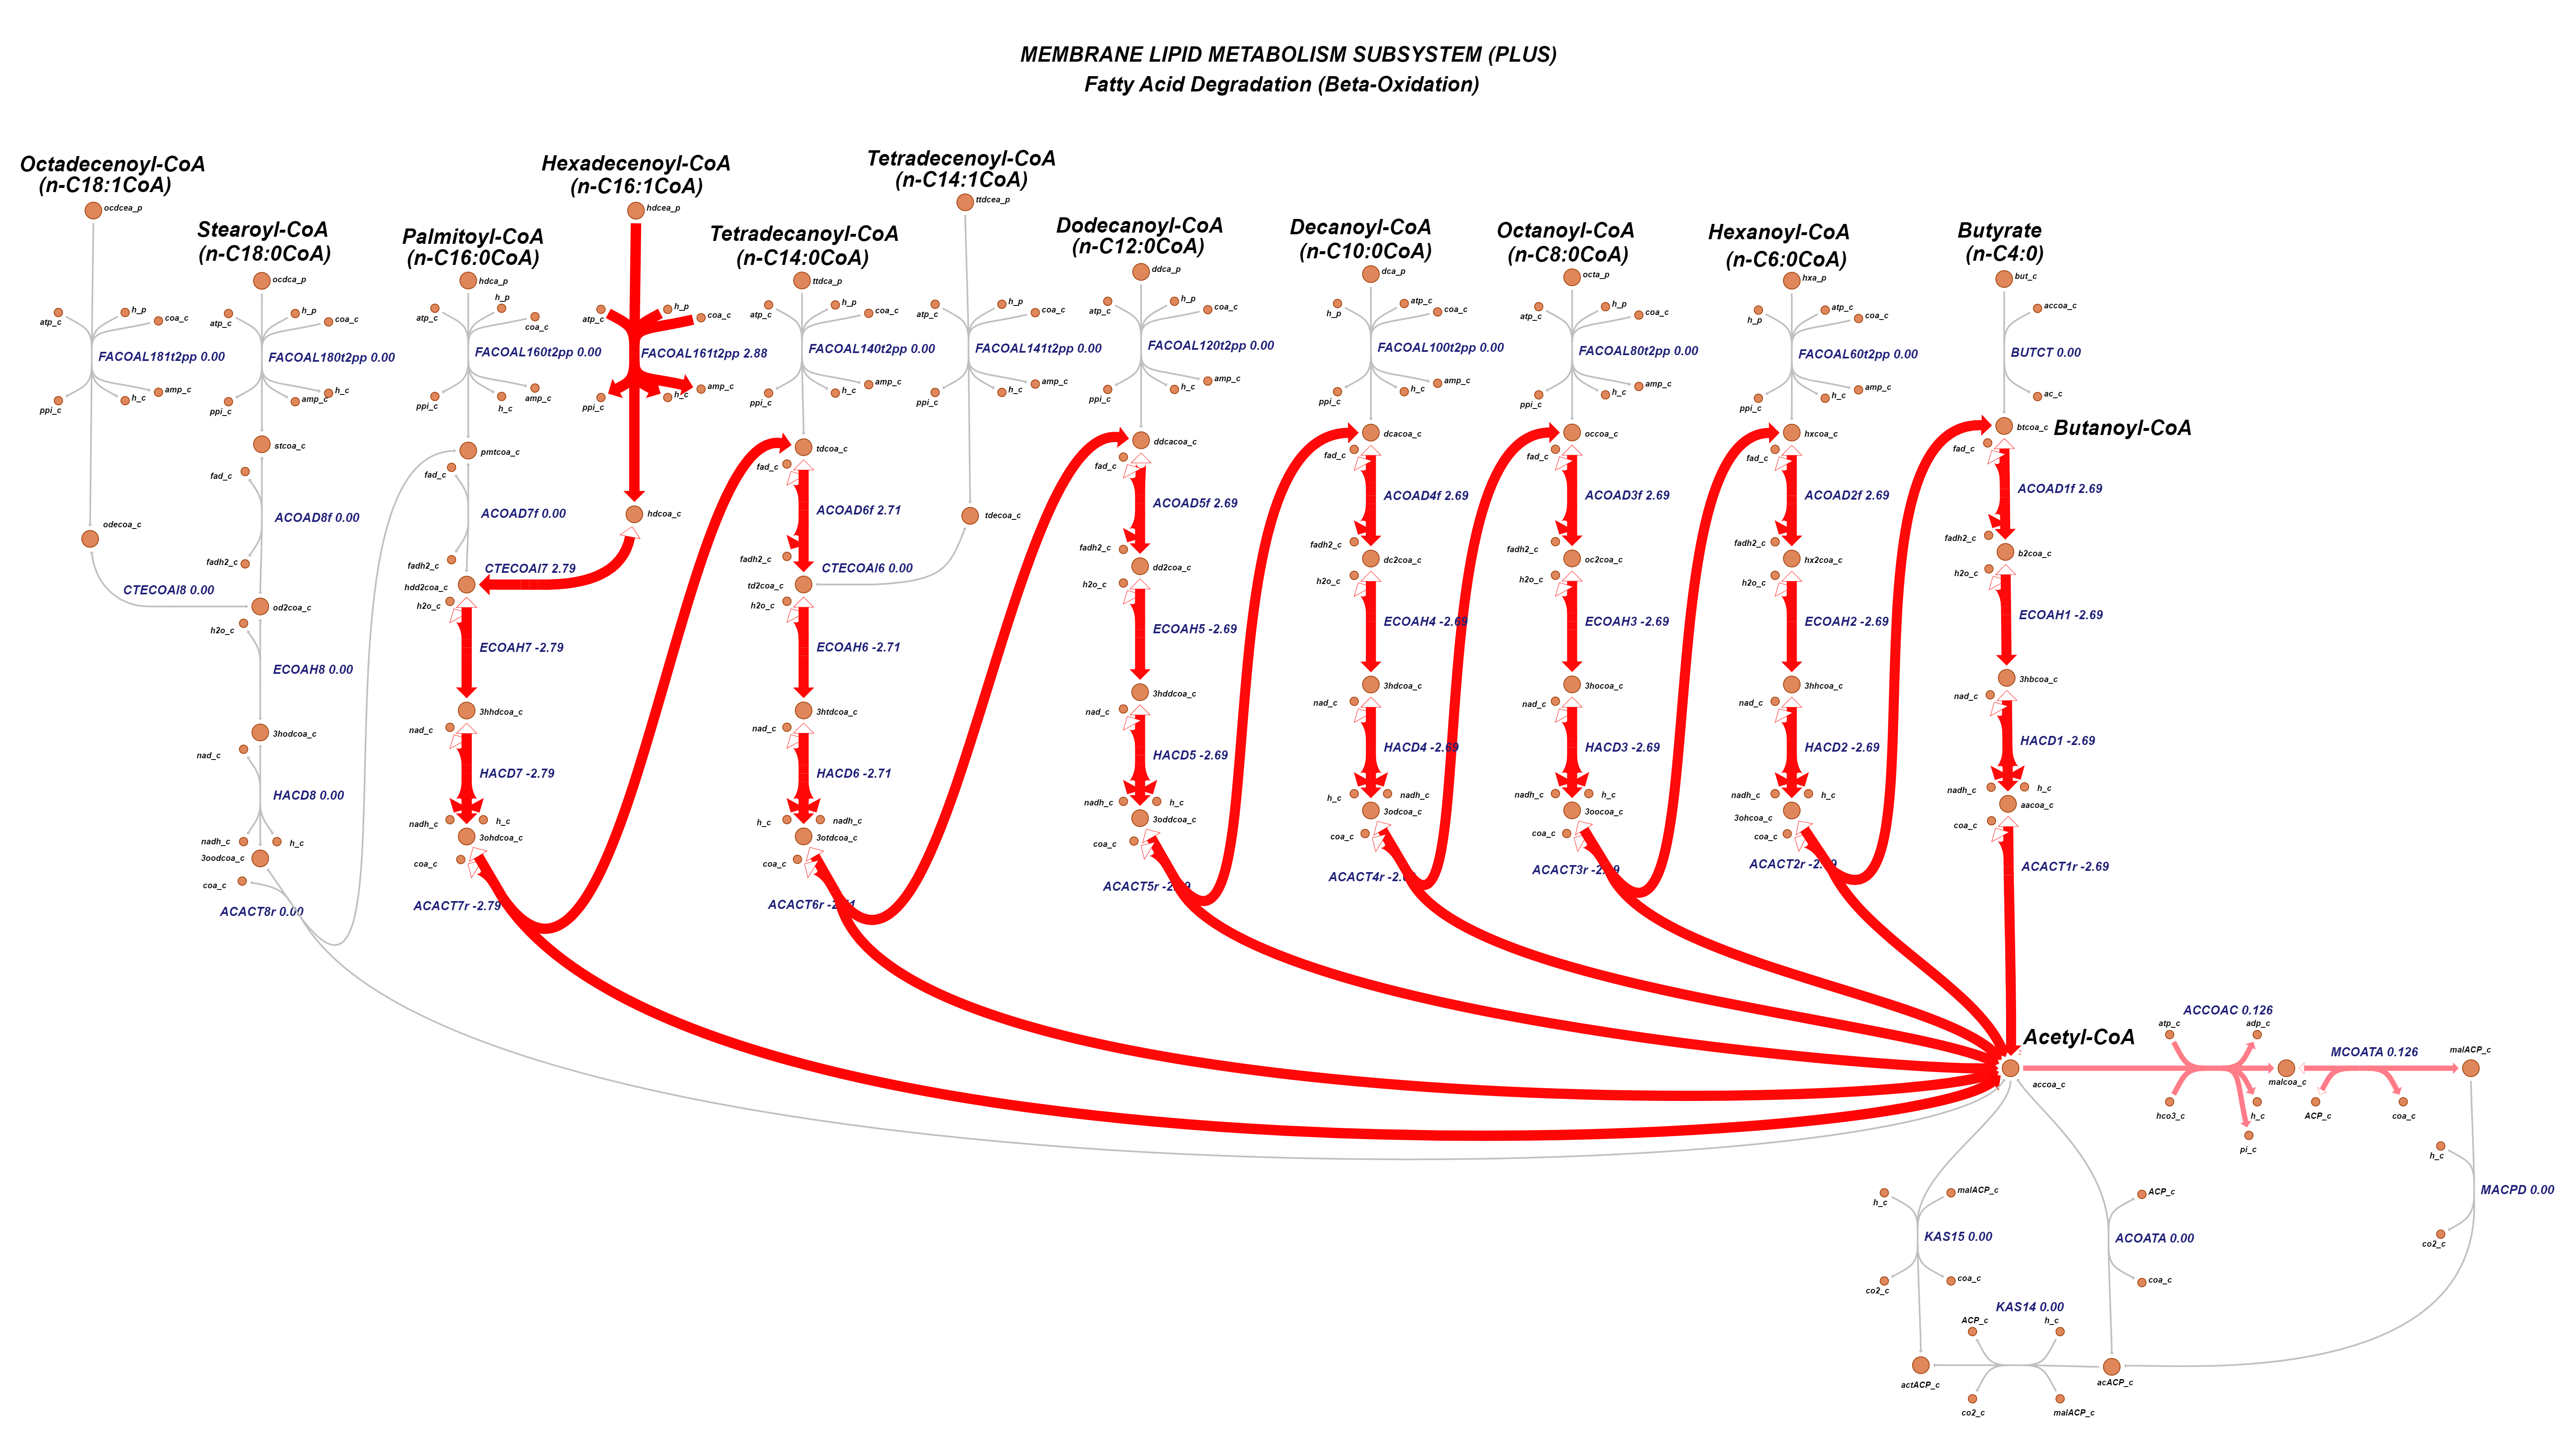 MEMBRANE LIPID METABOLISM SUBSYSTEM (PLUS)
Fatty Acid Degradation (Beta-Oxidation)
Octadecenoyl-CoA
(n-C18:1CoA)
ocdcea_p
atp_c
h_p
coa_c
FACOAL181t2pp 0.00
ppi_c
h_c
amp_c
odecoa_c
CTECOAI8 0.00
Stearoyl-CoA
(n-C18:0CoA)
ocdca_p
atp_c
h_p
coa_c
FACOAL180t2pp 0.00
ppi_c
amp_c
h_c
stcoa_c
fad_c
ACOAD8f 0.00
fadh2_c
od2coa_c
h2o_c
ECOAH8 0.00
3hodcoa_c
nad_c
HACD8 0.00
nadh_c
h_c
3oodcoa_c
coa_c
ACACT8r 0.00
Palmitoyl-CoA
(n-C16:0CoA)
hdca_p
atp_c
h_p
coa_c
FACOAL160t2pp 0.00
ppi_c
h_c
amp_c
pmtcoa_c
fad_c
ACOAD7f 0.00
fadh2_c
CTECOAI7 2.79
hdd2coa_c
h2o_c
ECOAH7 -2.79
3hhdcoa_c
nad_c
HACD7 -2.79
nadh_c
h_c
3ohdcoa_c
coa_c
ACACT7r -2.79
Hexadecenoyl-CoA
(n-C16:1CoA)
hdcea_p
atp_c
h_p
coa_c
FACOAL161t2pp 2.88
ppi_c
h_c
amp_c
hdcoa_c
Tetradecanoyl-CoA
(n-C14:0CoA)
ttdca_p
atp_c
h_p
coa_c
FACOAL140t2pp 0.00
ppi_c
h_c
amp_c
tdcoa_c
fad_c
ACOAD6f 2.71
fadh2_c
CTECOAI6 0.00
td2coa_c
h2o_c
ECOAH6 -2.71
3htdcoa_c
nad_c
HACD6 -2.71
h_c
nadh_c
3otdcoa_c
coa_c
ACACT6r
Tetradecenoyl-CoA
(n-C14:1CoA)
ttdcea_p
atp_c
h_p
coa_c
FACOAL141t2pp 0.00
ppi_c
h_c
amp_c
tdecoa_c
Dodecanoyl-CoA
(n-C12:0CoA)
ddca_p
atp_c
h_p
coa_c
FACOAL120t2pp 0.00
ppi_c
h_c
amp_c
ddcacoa_c
fad_c
ACOAD5f 2.69
fadh2_c
dd2coa_c
h2o_c
ECOAH5 -2.69
3hddcoa_c
nad_c
HACD5 -2.69
nadh_c
h_c
3oddcoa_c
coa_c
ACACT5r
Decanoyl-CoA
(n-C10:0CoA)
dca_p
h_p
atp_c
coa_c
FACOAL100t2pp 0.00
ppi_c
h_c
amp_c
dcacoa_c
fad_c
ACOAD4f 2.69
fadh2_c
dc2coa_c
h2o_c
ECOAH4 -2.69
3hdcoa_c
nad_c
HACD4 -2.69
h_c
nadh_c
3odcoa_c
coa_c
ACACT4r
Octanoyl-CoA
(n-C8:0CoA)
octa_p
atp_c
h_p
coa_c
FACOAL80t2pp 0.00
ppi_c
h_c
amp_c
occoa_c
fad_c
ACOAD3f 2.69
fadh2_c
oc2coa_c
h2o_c
ECOAH3 -2.69
3hocoa_c
nad_c
HACD3 -2.69
nadh_c
h_c
3oocoa_c
coa_c
ACACT3r
Hexanoyl-CoA
(n-C6:0CoA)
hxa_p
h_p
atp_c
coa_c
FACOAL60t2pp 0.00
ppi_c
h_c
amp_c
hxcoa_c
fad_c
ACOAD2f 2.69
fadh2_c
hx2coa_c
h2o_c
ECOAH2 -2.69
3hhcoa_c
nad_c
HACD2 -2.69
nadh_c
h_c
3ohcoa_c
coa_c
ACACT2r
Butyrate
(n-C4:0)
but_c
accoa_c
BUTCT 0.00
ac_c
btcoa_c
Butanoyl-CoA
fad_c
ACOAD1f 2.69
fadh2_c
b2coa_c
h2o_c
ECOAH1 -2.69
3hbcoa_c
nad_c
HACD1 -2.69
nadh_c
h_c
aacoa_c
coa_c
ACACT1r -2.69
Acetyl-CoA
2
accoa_c
ACCOAC 0.126
atp_c
adp_c
hco3_c
h_c
pi_c
malcoa_c
MCOATA 0.126
malACP_c
ACP_c
coa_c
h_c
MACPD 0.00
co2_c
h_c
malACP_c
KAS15 0.00
co2_c
coa_c
ACP_c
ACOATA 0.00
coa_c
KAS14 0.00
ACP_c
h_c
actACP_c
acACP_c
co2_c
malACP_c